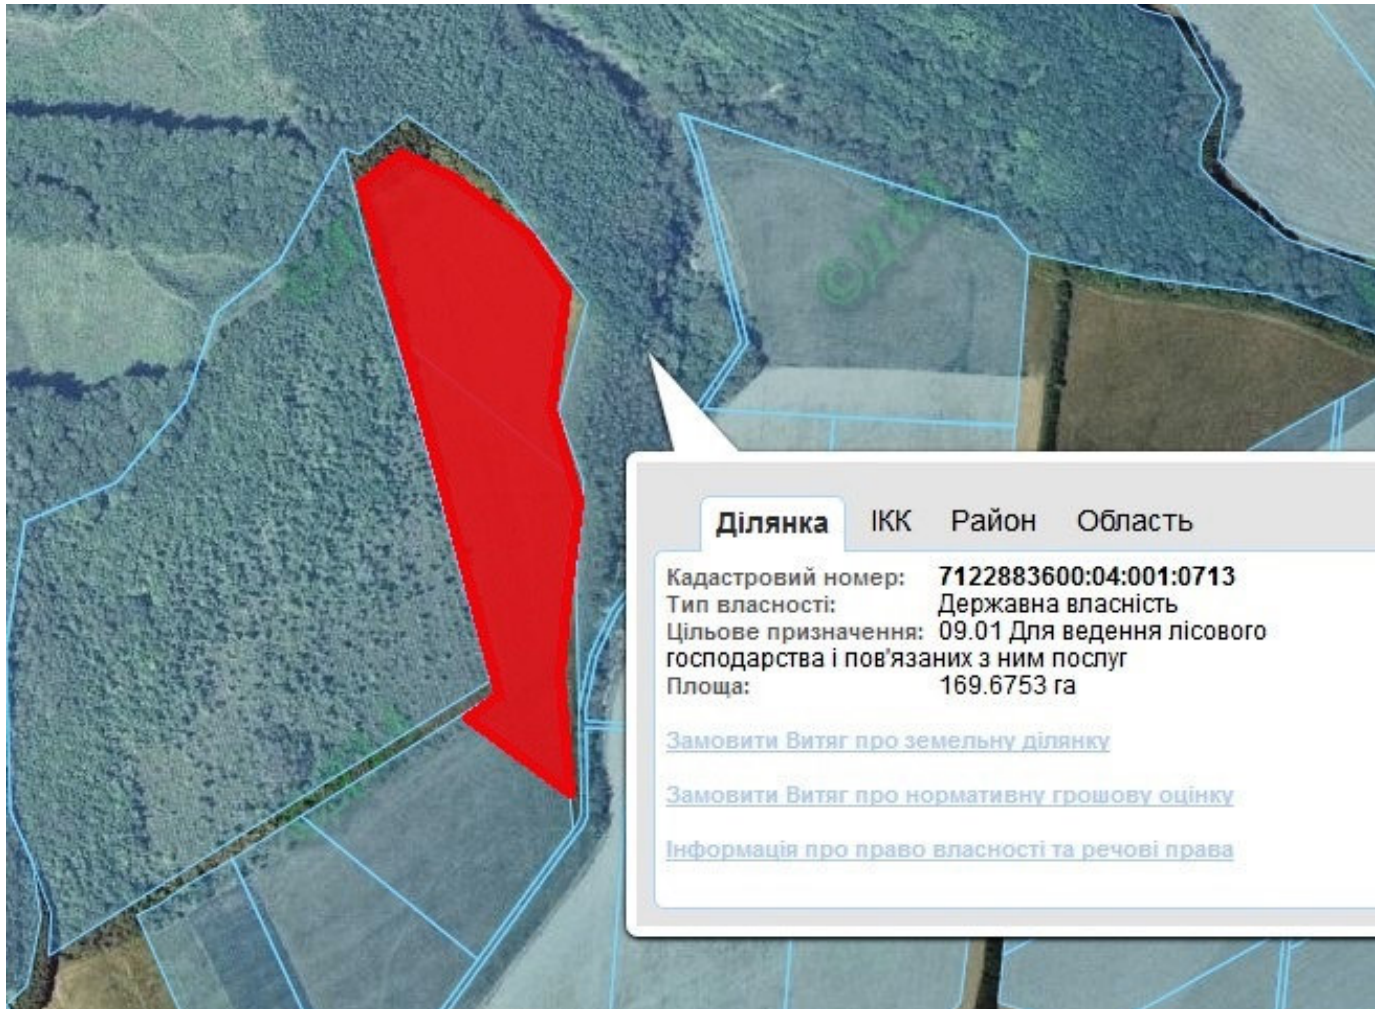 Ділянка ІКК Район Область
Кадастровий номер: 7122883600:04:001:0713
Тип власності: Державна власність
Цільове призначення: 09.01 Для ведення лісового
господарства і пов'язаних з ним послуг
Площа: 169.6753 га
Замовити Витяг про земельну ділянку
Замовити Витяг про нормативну грошову оцінку
Інформація про право власності та речові права